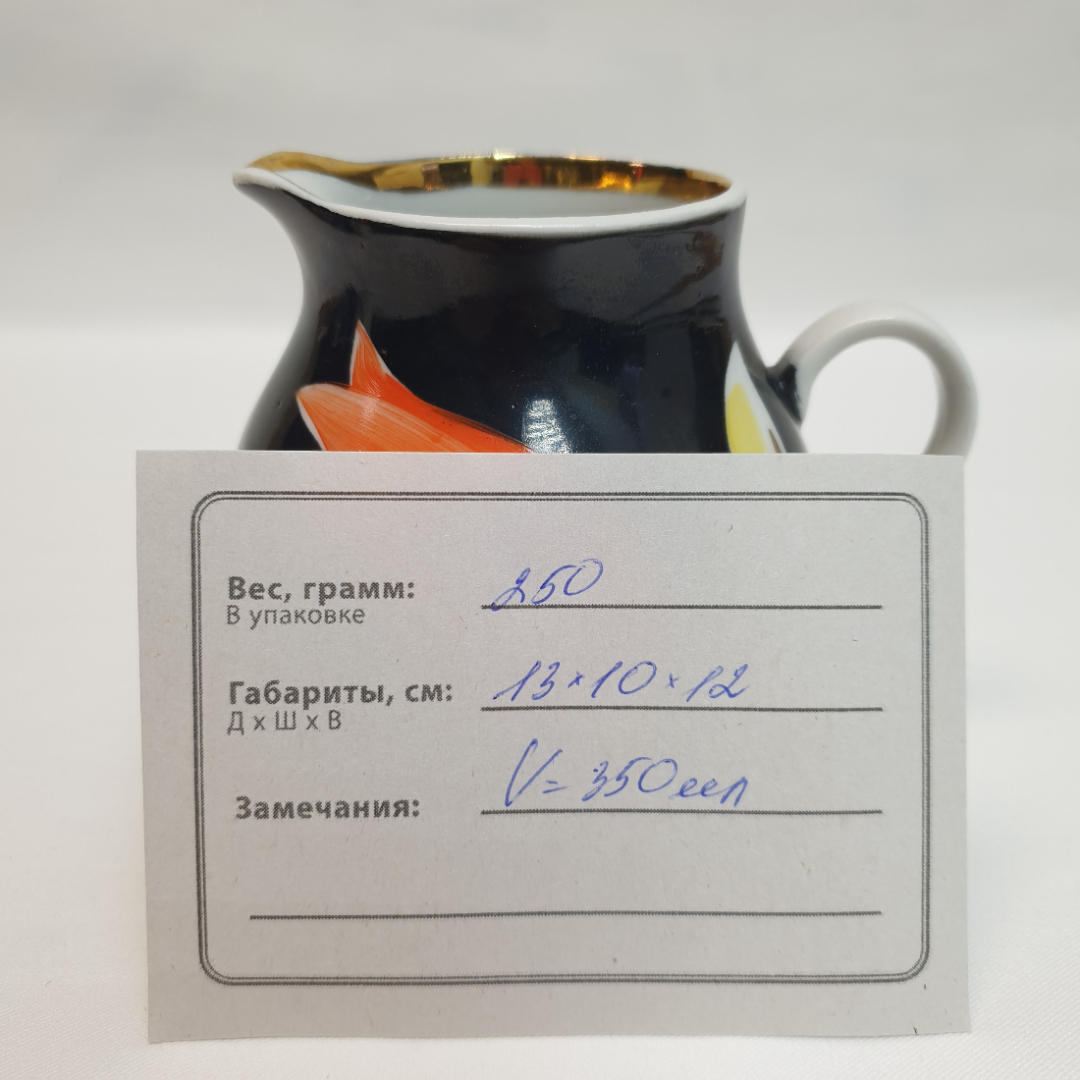 Вес, грамм: 250
В упаковке
Габариты, см: 13×10×12
Д х Ш х В
Замечания: V= 350мл